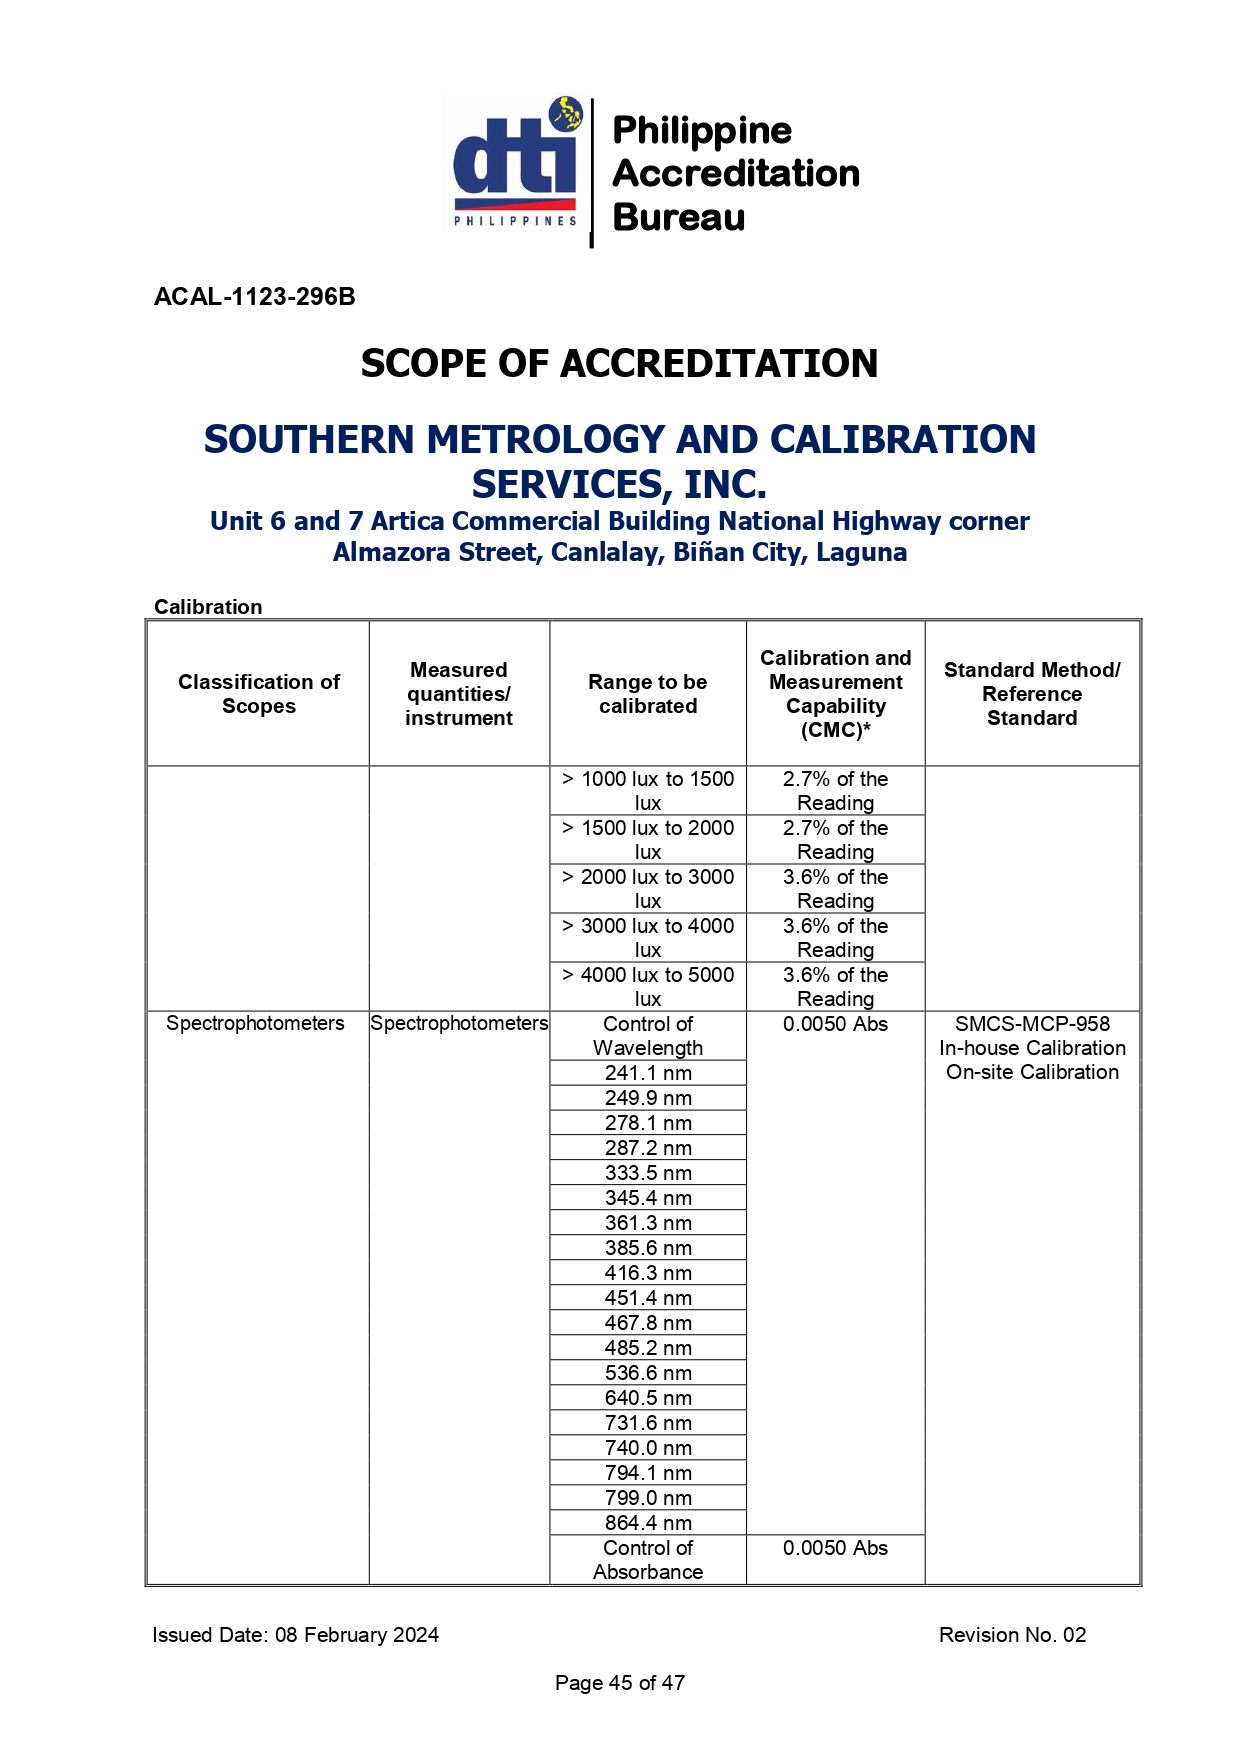 dti
PHILIPPINES
Philippine
Accreditation
Bureau
ACAL-1123-296B
SCOPE OF ACCREDITATION
SOUTHERN METROLOGY AND CALIBRATION
SERVICES, INC.
Unit 6 and 7 Artica Commercial Building National Highway corner
Almazora Street, Canlalay, Biñan City, Laguna
Calibration
Classification of
Scopes
Measured
quantities/
instrument
Range to be
calibrated
Calibration and
Measurement
Capability
(CMC)*
Standard Method/
Reference
Standard
> 1000 lux to 1500
lux
2.7% of the
Reading
> 1500 lux to 2000
lux
2.7% of the
Reading
> 2000 lux to 3000
lux
3.6% of the
Reading
> 3000 lux to 4000
lux
3.6% of the
Reading
> 4000 lux to 5000
lux
3.6% of the
Reading
Spectrophotometers
Spectrophotometers
Control of
Wavelength
0.0050 Abs
SMCS-MCP-958
In-house Calibration
On-site Calibration
241.1 nm
249.9 nm
278.1 nm
287.2 nm
333.5 nm
345.4 nm
361.3 nm
385.6 nm
416.3 nm
451.4 nm
467.8 nm
485.2 nm
536.6 nm
640.5 nm
731.6 nm
740.0 nm
794.1 nm
799.0 nm
864.4 nm
Control of
Absorbance
0.0050 Abs
Issued Date: 08 February 2024
Revision No. 02
Page 45 of 47